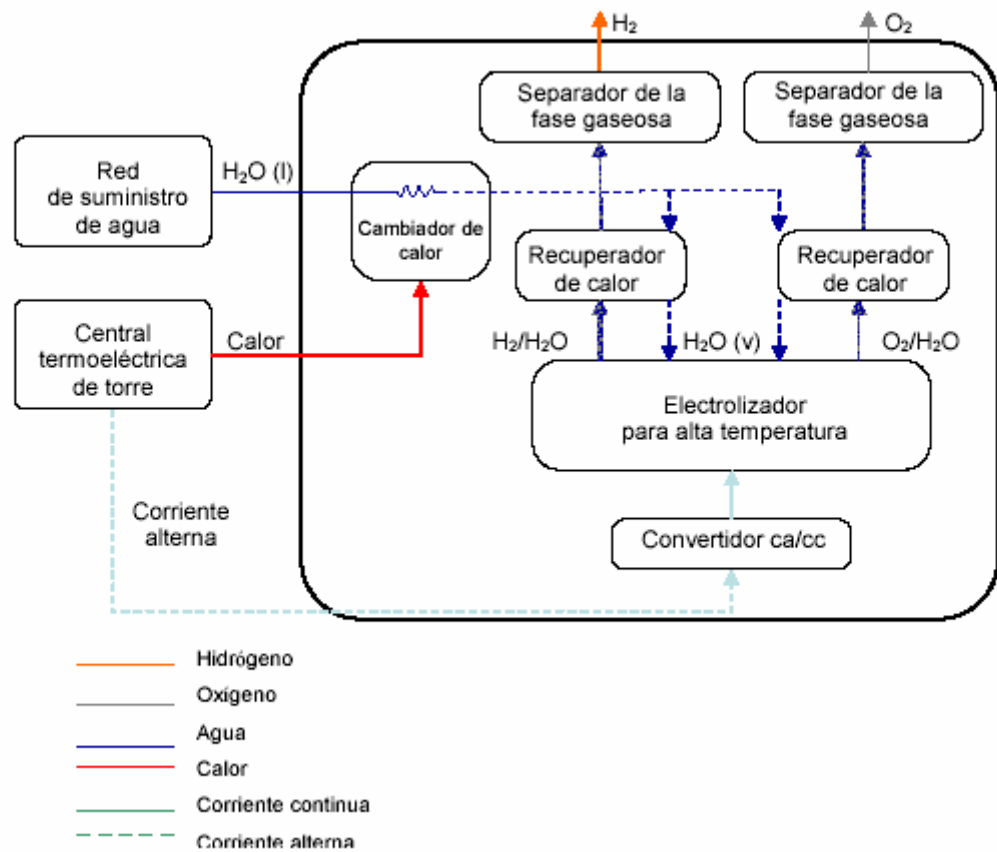 H₂
O₂
Separador de la
fase gaseosa
Separador de la
fase gaseosa
Red
de suministro
de agua
H₂O (l)
Cambiador de
calor
Recuperador
de calor
Recuperador
de calor
Central
termoeléctrica
de torre
Calor
H₂/H₂O
H₂O (v)
O₂/H₂O
Electrolizador
para alta temperatura
Corriente
alterna
Convertidor ca/cc
Hidrógeno
Oxígeno
Agua
Calor
Corriente continua
Corriente alterna